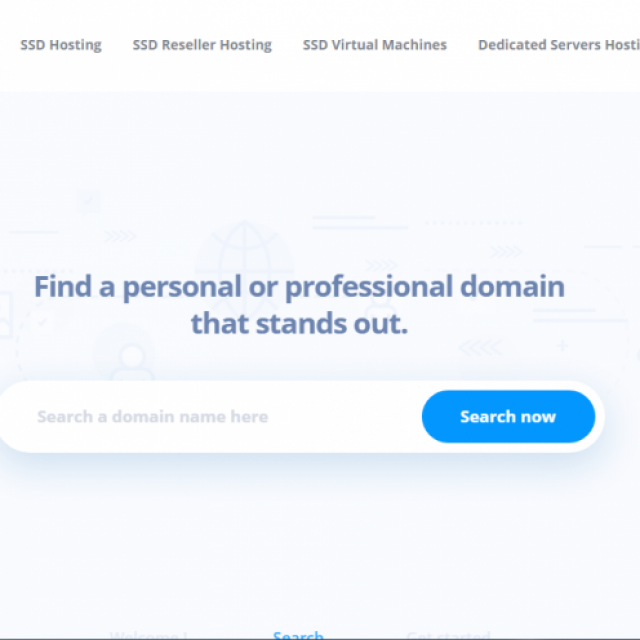 SSD Hosting SSD Reseller Hosting SSD Virtual Machines Dedicated Servers Hosti
Find a personal or professional domain
that stands out.
Search a domain name here Search now
Welcome ! Search Get started